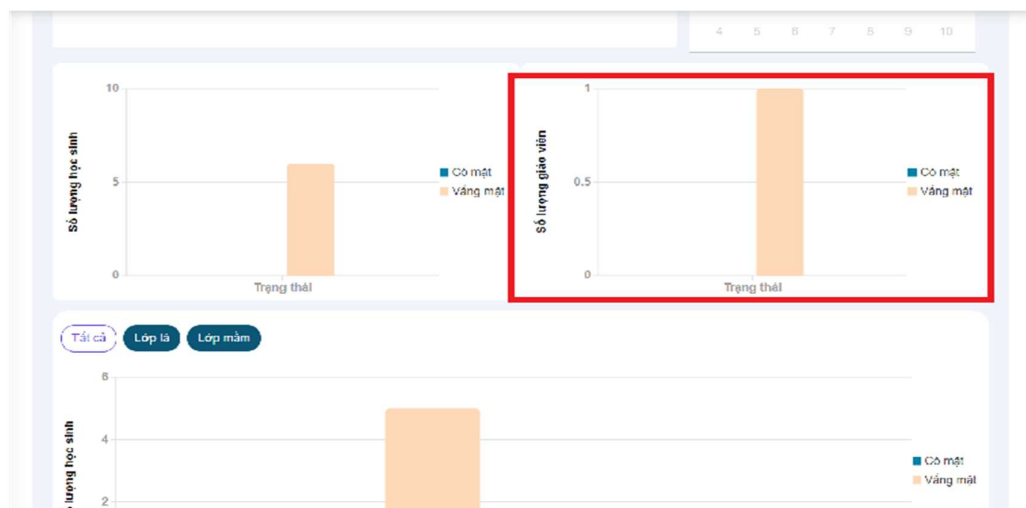 4 5 6 7 8 9 10
10
5
0
Số lượng học sinh
Có mặt
Vắng mặt
Trạng thái
1
0.5
0
Số lượng giáo viên
Có mặt
Vắng mặt
Trạng thái
Tất cả Lớp lá Lớp mầm
6
4
2
lượng học sinh
Có mặt
Vắng mặt